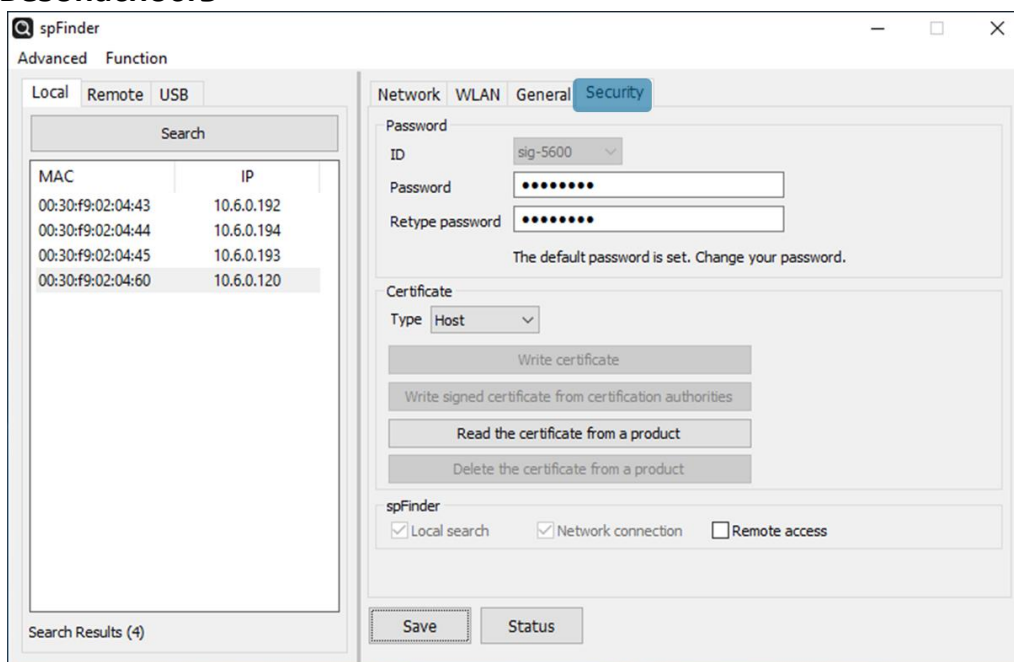 spFinder
Advanced Function
Local Remote USB
Search
MAC IP
00:30:f9:02:04:43 10.6.0.192
00:30:f9:02:04:44 10.6.0.194
00:30:f9:02:04:45 10.6.0.193
00:30:f9:02:04:60 10.6.0.120
Search Results (4)
Network WLAN General Security
Password
ID sig-5600
Password
Retype password
The default password is set. Change your password.
Certificate
Type Host
Write certificate
Write signed certificate from certification authorities
Read the certificate from a product
Delete the certificate from a product
spFinder
Local search Network connection Remote access
Save Status